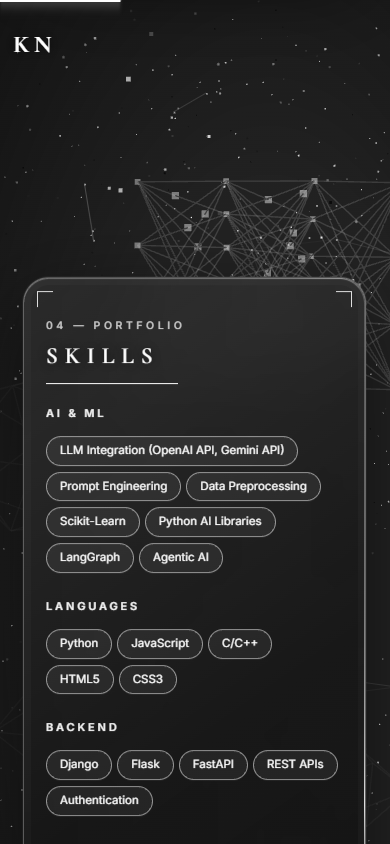 KN
04 — PORTFOLIO
SKILLS
AI & ML
LLM Integration (OpenAI API, Gemini API)
Prompt Engineering Data Preprocessing
Scikit-Learn Python AI Libraries
LangGraph Agentic AI
LANGUAGES
Python JavaScript C/C++
HTML5 CSS3
BACKEND
Django Flask FastAPI REST APIs
Authentication